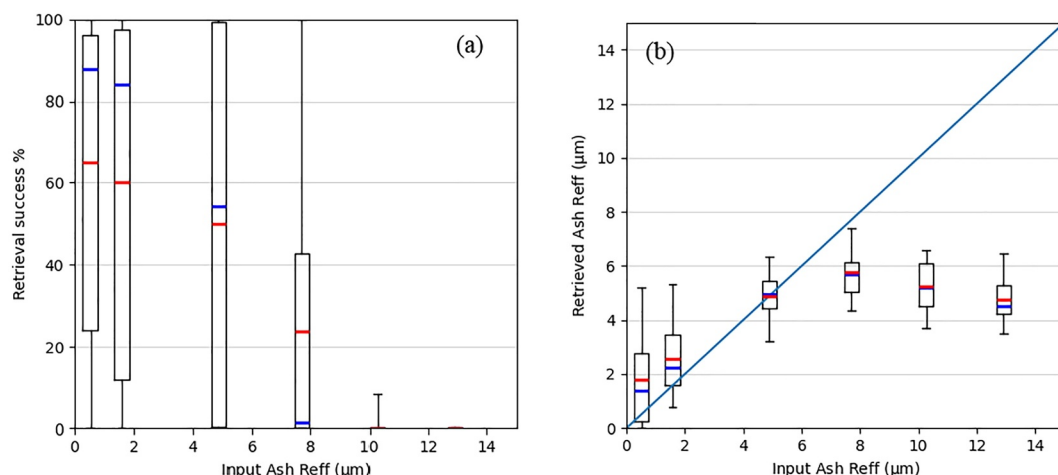 (a)
Retrieval success %
100
80
60
40
20
0
0 2 4 6 8 10 12 14
Input Ash Reff (μm)
(b)
Retrieved Ash Reff (μm)
14
12
10
8
6
4
2
0
0 2 4 6 8 10 12 14
Input Ash Reff (μm)